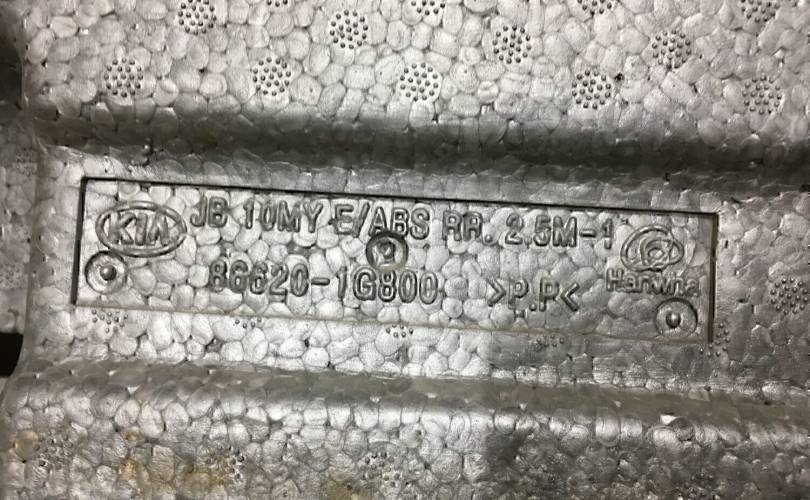 KIA JB 10MY E/ABS RR. 2.5M-1
86620-1G800 >P.P< Hanwha